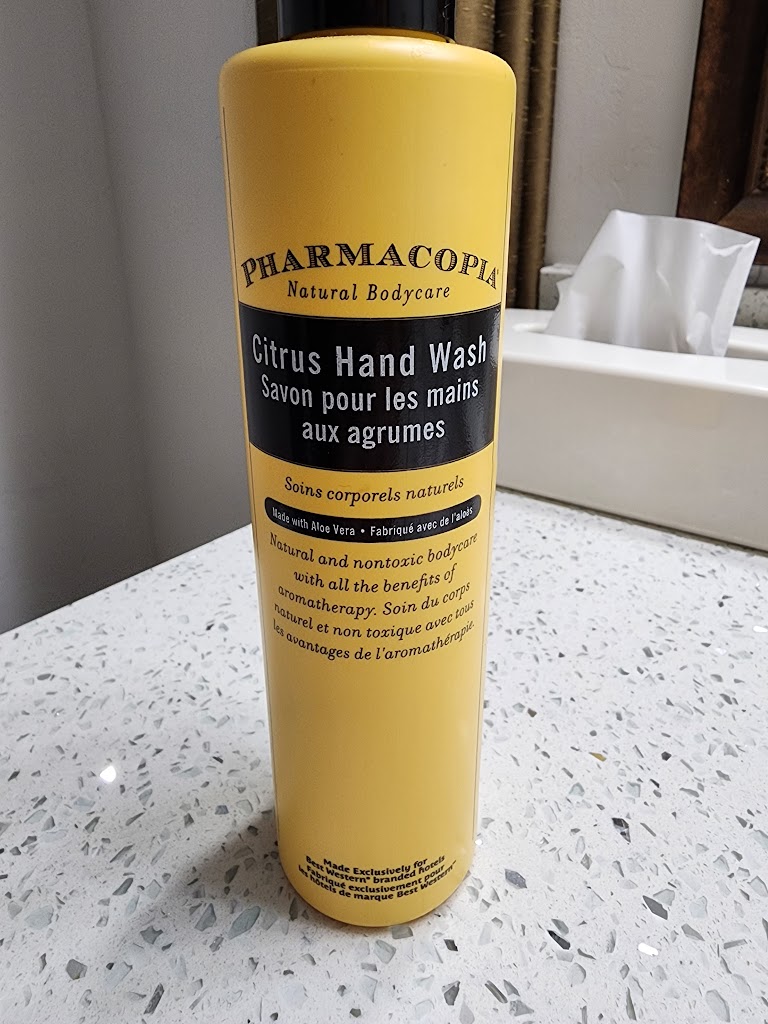 PHARMACOPIA
Natural Bodycare
Citrus Hand Wash
Savon pour les mains
aux agrumes
Soins corporels naturels
Made with Aloe Vera • Fabriqué avec de l'aloès
Natural and nontoxic bodycare
with all the benefits of
aromatherapy. Soin du corps
naturel et non toxique avec tous
les avantages de l'aromathérapie.
Made Exclusively for
Best Western® branded hotels
Fabriqué exclusivement pour
les hôtels de marque Best Western™